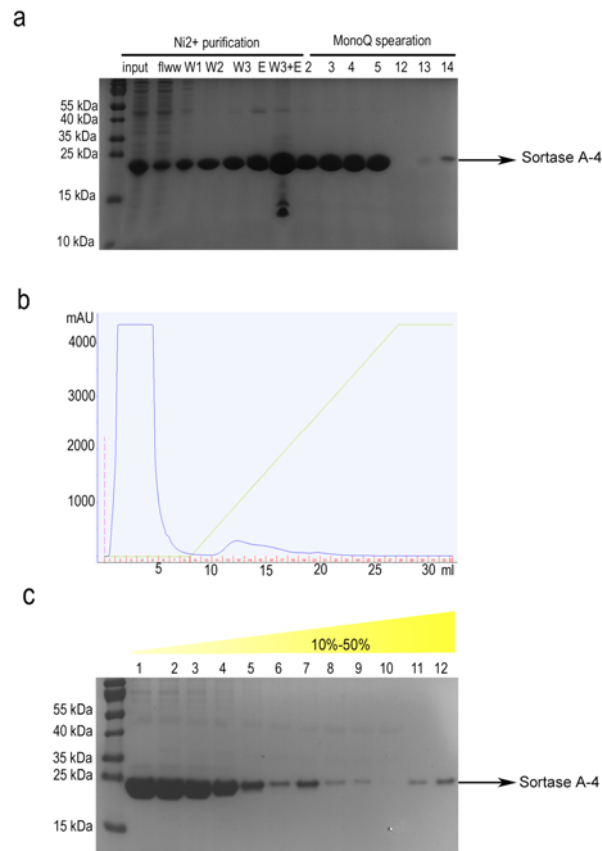 a
Ni2+ purification MonoQ spearation
input flww W1 W2 W3 E W3+E 2 3 4 5 12 13 14
55 kDa
40 kDa
35 kDa
25 kDa
Sortase A-4
15 kDa
10 kDa
b
mAU
4000
3000
2000
1000
5 10 15 20 25 30 ml
c
10%-50%
1 2 3 4 5 6 7 8 9 10 11 12
55 kDa
40 kDa
35 kDa
25 kDa
Sortase A-4
15 kDa